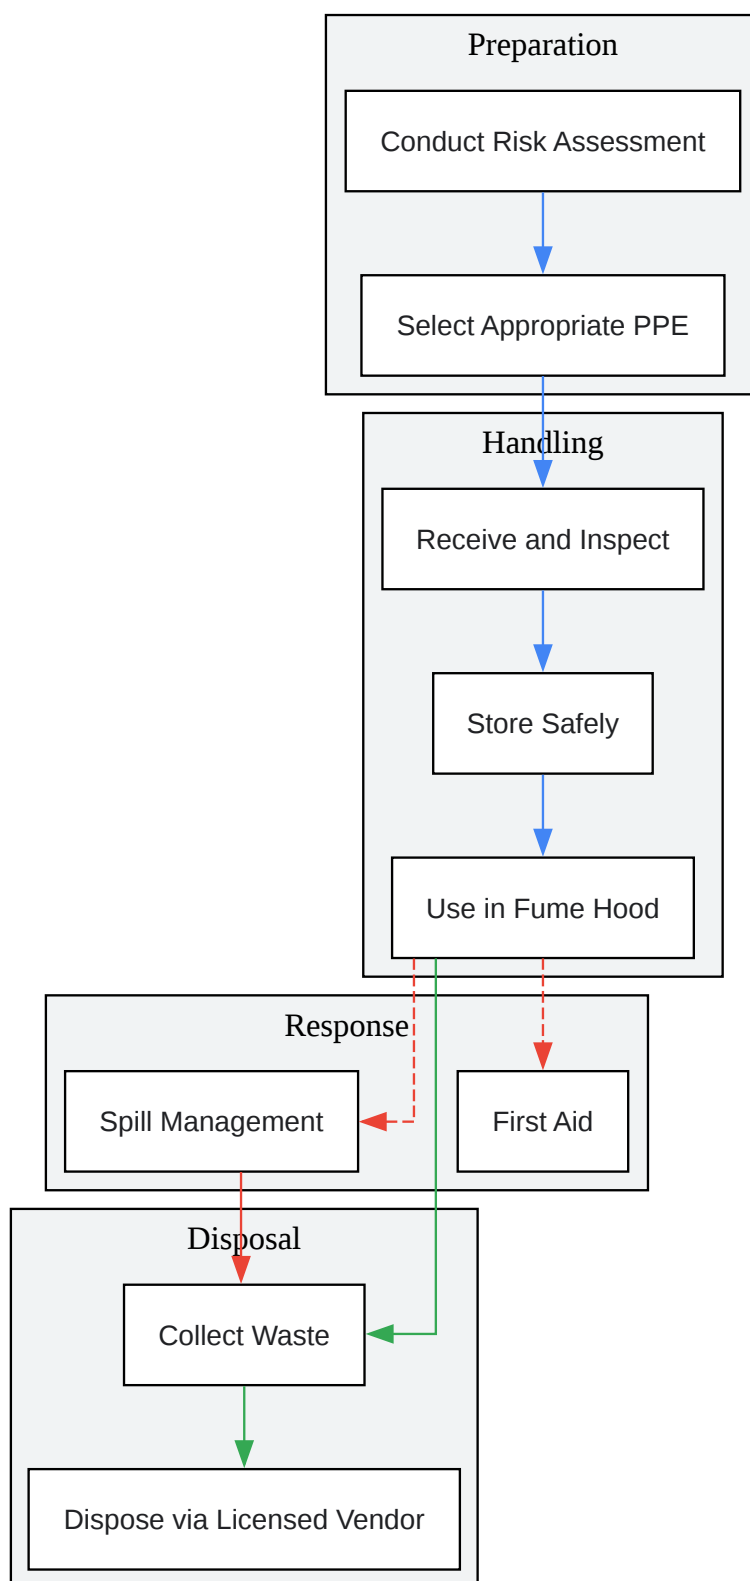 Preparation
Conduct Risk Assessment
Select Appropriate PPE
Handling
Receive and Inspect
Store Safely
Use in Fume Hood
Response
Spill Management
First Aid
Disposal
Collect Waste
Dispose via Licensed Vendor